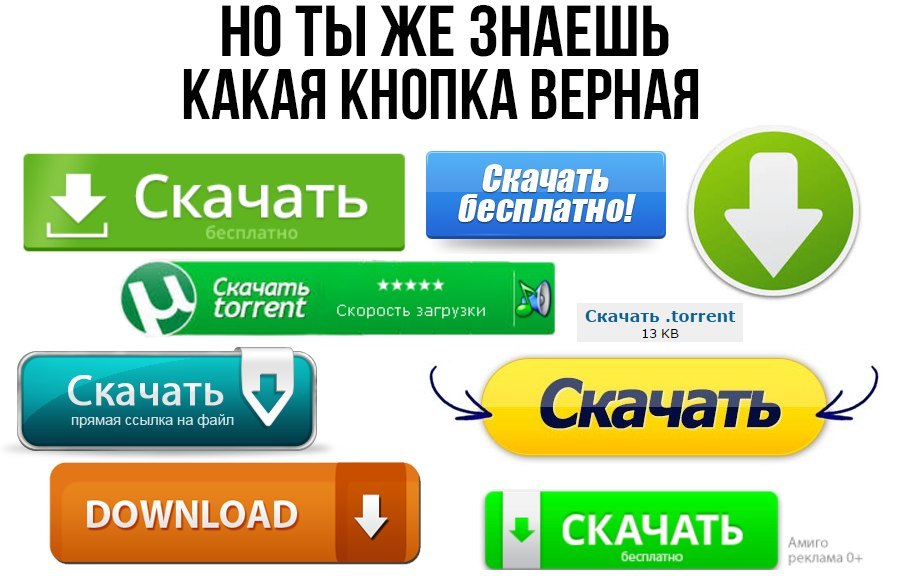 НО ТЫ ЖЕ ЗНАЕШЬ
КАКАЯ КНОПКА ВЕРНАЯ
Скачать
бесплатно
Скачать
бесплатно!
µ
Скачать
torrent
★★★★★
Скорость загрузки
Скачать .torrent
13 KB
Скачать
прямая ссылка на файл
Скачать
DOWNLOAD
СКАЧАТЬ
бесплатно
Амиго
реклама 0+